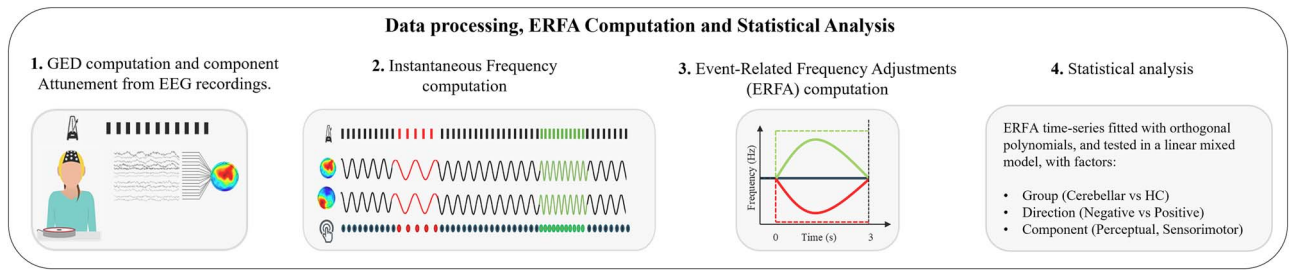 Data processing, ERFA Computation and Statistical Analysis
1. GED computation and component
Attunement from EEG recordings.
2. Instantaneous Frequency
computation
3. Event-Related Frequency Adjustments
(ERFA) computation
Frequency (Hz)
0 Time (s) 3
4. Statistical analysis
ERFA time-series fitted with orthogonal
polynomials, and tested in a linear mixed
model, with factors:
• Group (Cerebellar vs HC)
• Direction (Negative vs Positive)
• Component (Perceptual, Sensorimotor)